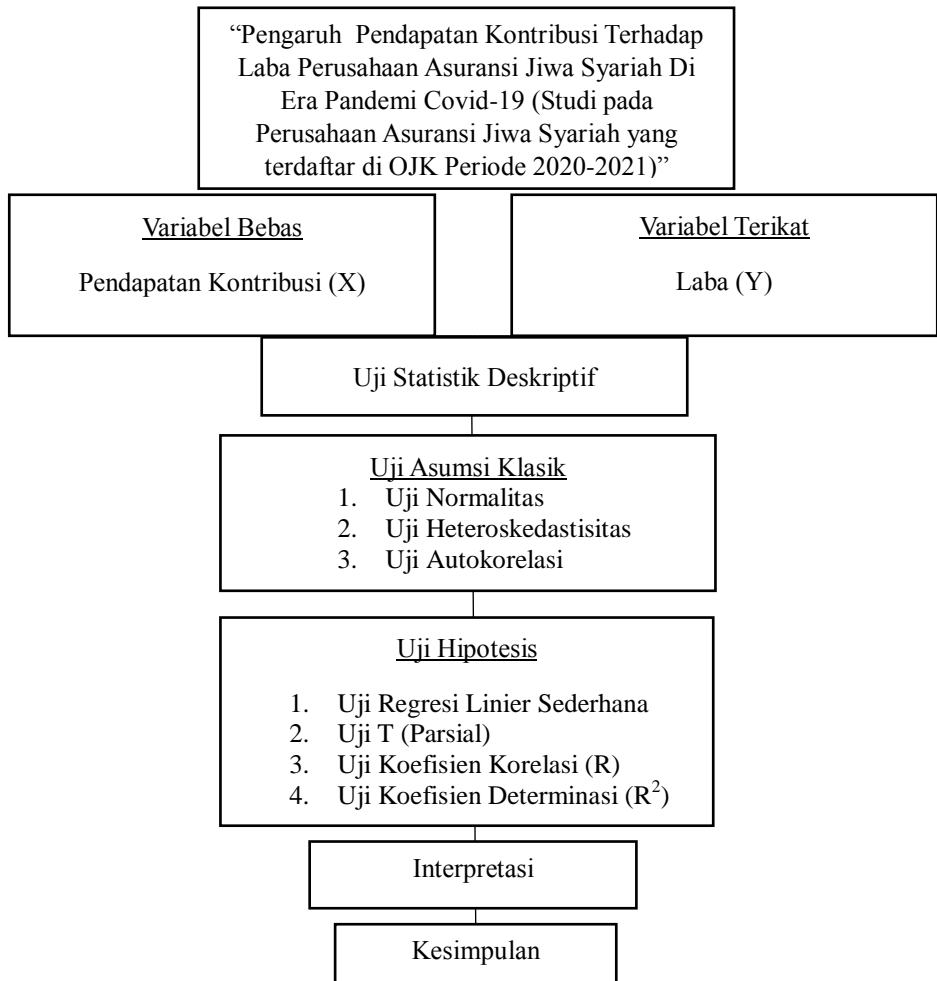 “Pengaruh Pendapatan Kontribusi Terhadap
Laba Perusahaan Asuransi Jiwa Syariah Di
Era Pandemi Covid-19 (Studi pada
Perusahaan Asuransi Jiwa Syariah yang
terdaftar di OJK Periode 2020-2021)”
Variabel Bebas
Pendapatan Kontribusi (X)
Variabel Terikat
Laba (Y)
Uji Statistik Deskriptif
Uji Asumsi Klasik
1. Uji Normalitas
2. Uji Heteroskedastisitas
3. Uji Autokorelasi
Uji Hipotesis
1. Uji Regresi Linier Sederhana
2. Uji T (Parsial)
3. Uji Koefisien Korelasi (R)
4. Uji Koefisien Determinasi (R²)
Interpretasi
Kesimpulan